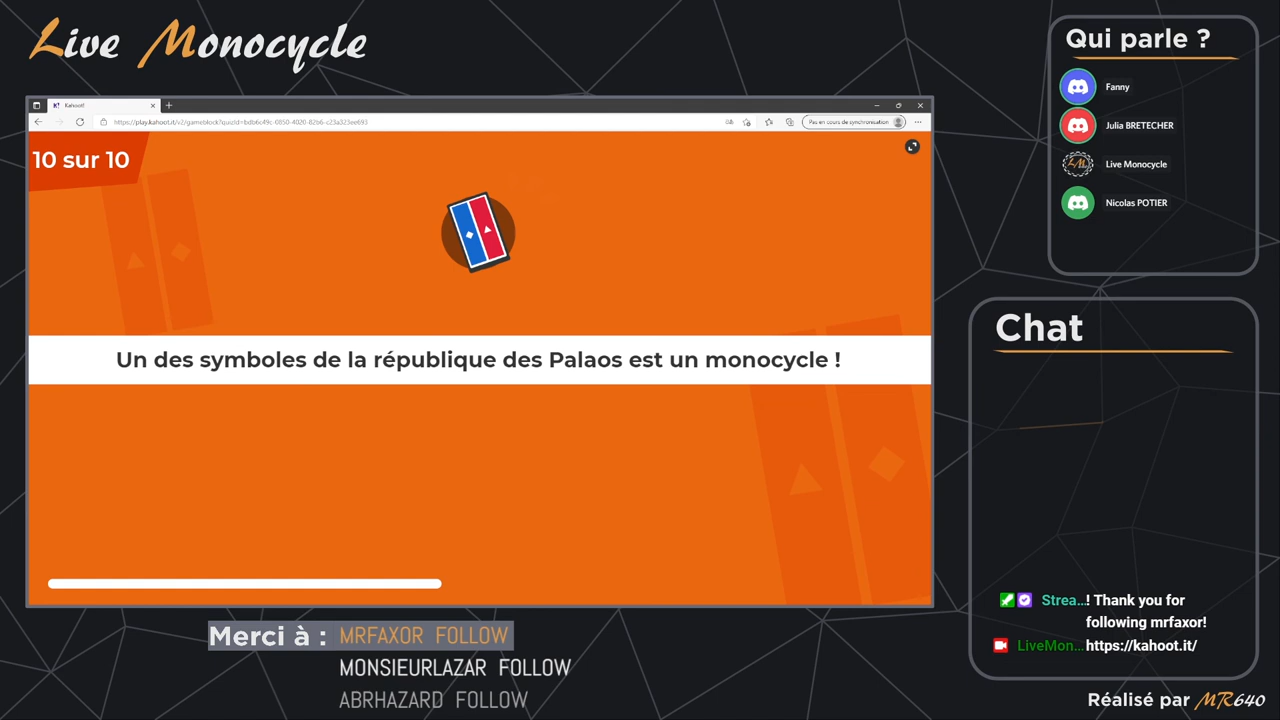 Live Monocycle
Kahoot!
https://play.kahoot.it/v2/gameblock?quizId=bdb6c49c-0850-4020-82b6-c23a323ee693
Pas en cours de synchronisation
10 sur 10
Un des symboles de la république des Palaos est un monocycle !
Merci à :
MRFAXOR FOLLOW
MONSIEURLAZAR FOLLOW
ABRHAZARD FOLLOW
Qui parle ?
Fanny
Julia BRETECHER
Live Monocycle
Nicolas POTIER
Chat
Strea...! Thank you for
following mrfaxor!
LiveMon... https://kahoot.it/
Réalisé par MR640